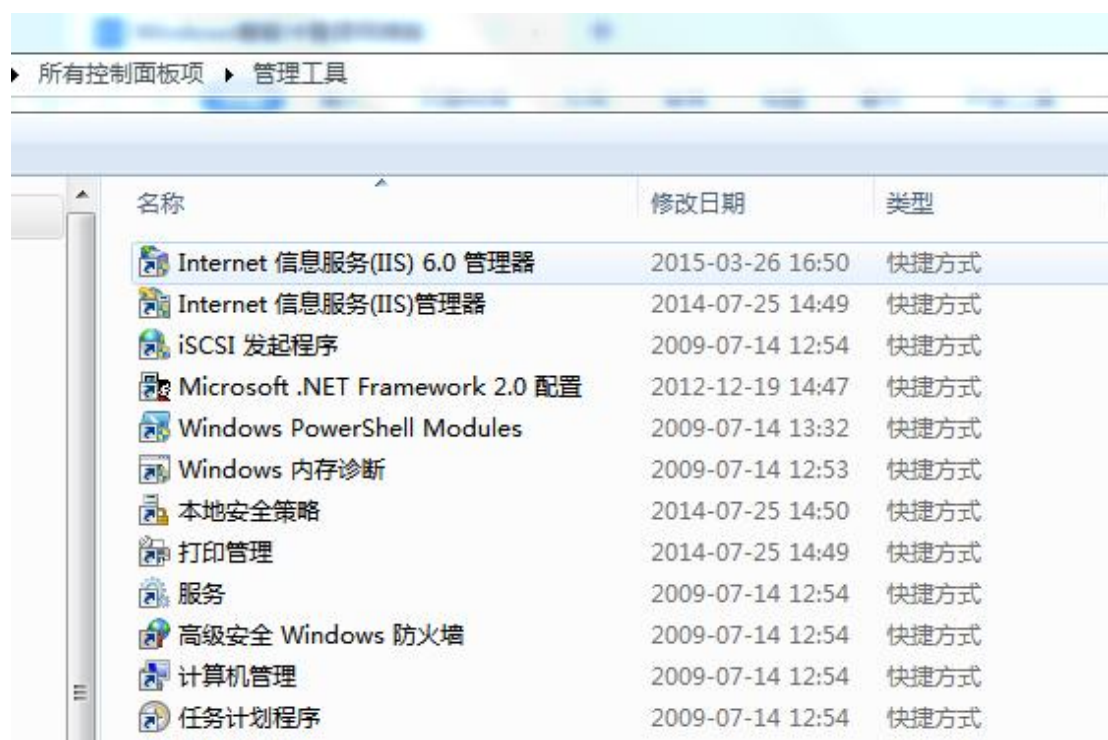 所有控制面板项 管理工具
名称 修改日期 类型
Internet 信息服务(IIS) 6.0 管理器 2015-03-26 16:50 快捷方式
Internet 信息服务(IIS)管理器 2014-07-25 14:49 快捷方式
iSCSI 发起程序 2009-07-14 12:54 快捷方式
Microsoft .NET Framework 2.0 配置 2012-12-19 14:47 快捷方式
Windows PowerShell Modules 2009-07-14 13:32 快捷方式
Windows 内存诊断 2009-07-14 12:53 快捷方式
本地安全策略 2014-07-25 14:50 快捷方式
打印管理 2014-07-25 14:49 快捷方式
服务 2009-07-14 12:54 快捷方式
高级安全 Windows 防火墙 2009-07-14 12:54 快捷方式
计算机管理 2009-07-14 12:54 快捷方式
任务计划程序 2009-07-14 12:54 快捷方式